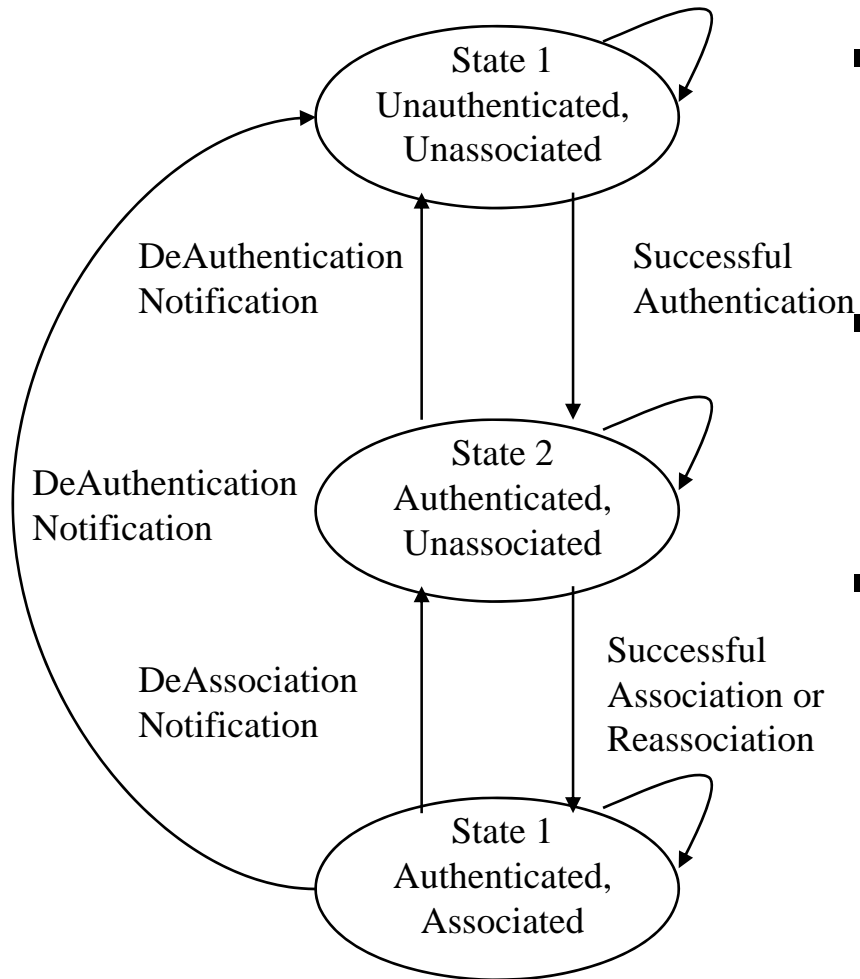 State 1
Unauthenticated,
Unassociated
DeAuthentication
Notification
Successful
Authentication
State 2
Authenticated,
Unassociated
DeAuthentication
Notification
DeAssociation
Notification
Successful
Association or
Reassociation
State 1
Authenticated,
Associated